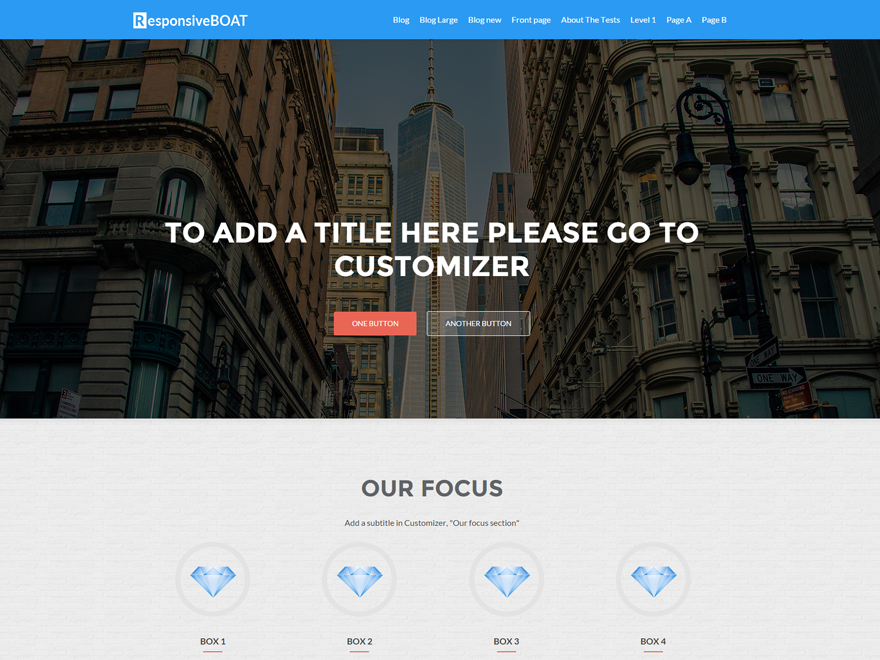 ResponsiveBOAT
Blog Blog Large Blog new Front page About The Tests Level 1 Page A Page B
TO ADD A TITLE HERE PLEASE GO TO
CUSTOMIZER
ONE BUTTON ANOTHER BUTTON
ONE WAY
OUR FOCUS
Add a subtitle in Customizer, "Our focus section"
BOX 1 BOX 2 BOX 3 BOX 4